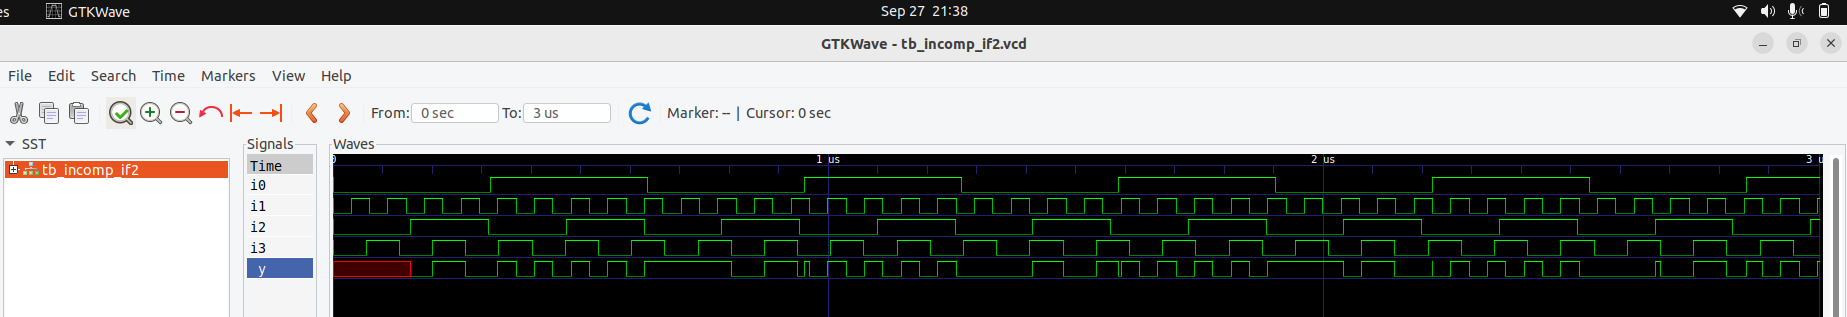 es GTKWave Sep 27 21:38
GTKWave - tb_incomp_if2.vcd
File Edit Search Time Markers View Help
From: 0 sec To: 3 us Marker: -- | Cursor: 0 sec
SST Signals Waves
tb_incomp_if2 Time 0 1 us 2 us 3 u
i0
i1
i2
i3
y